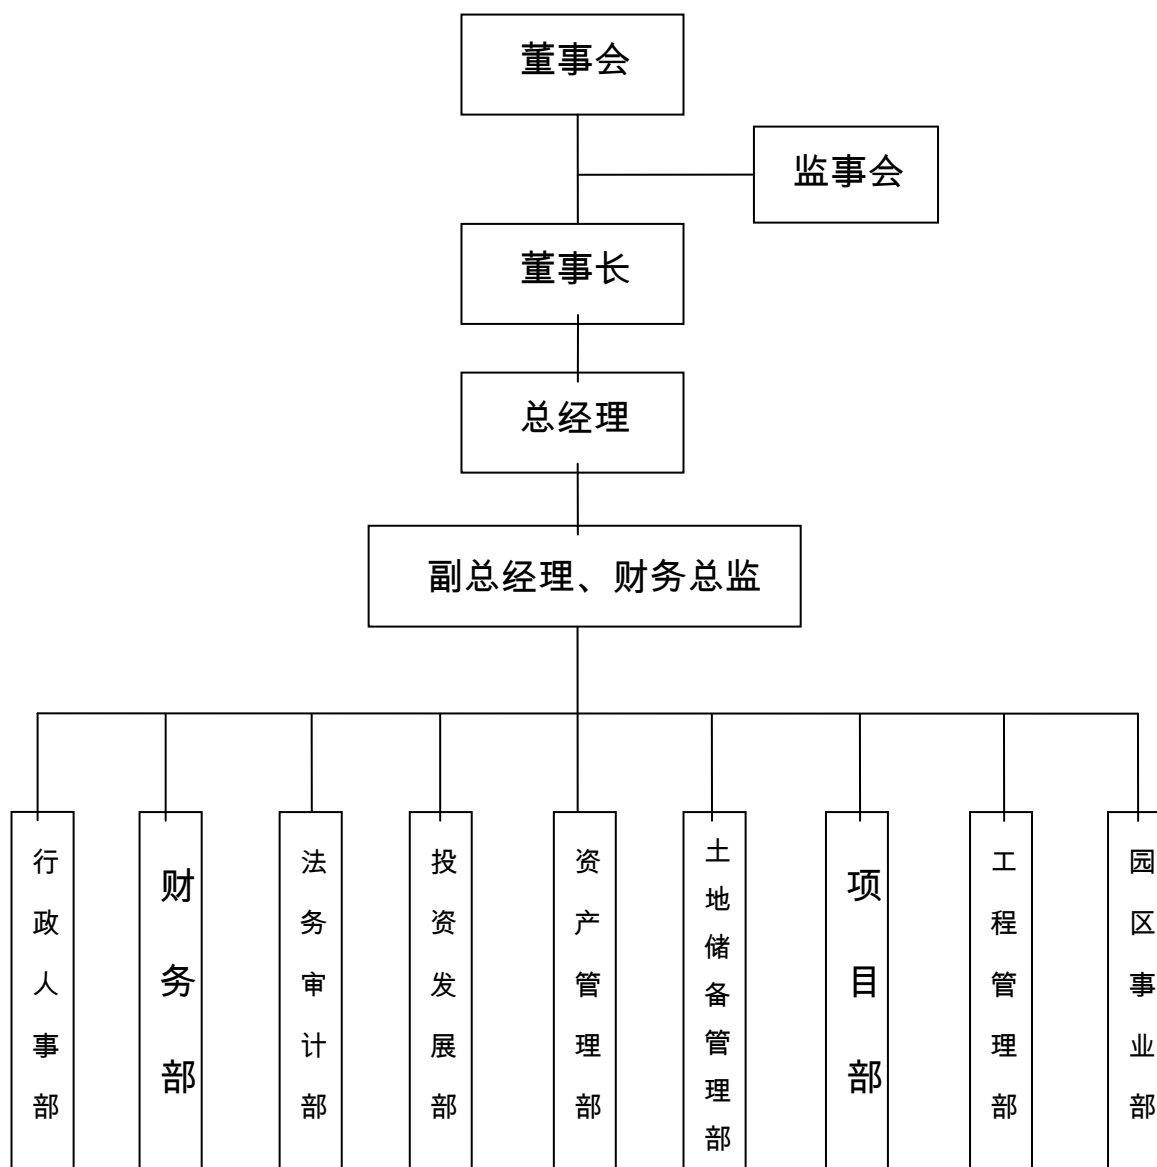 董事会
监事会
董事长
总经理
副总经理、财务总监
行政人事部
财务部
法务审计部
投资发展部
资产管理部
土地储备管理部
项目部
工程管理部
园区事业部